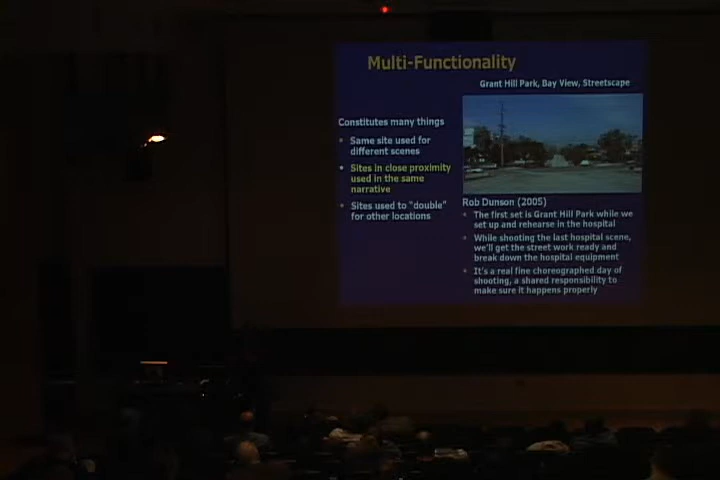 Multi-Functionality
Grant Hill Park, Bay View, Streetscape
Constitutes many things
Same site used for
different scenes
Sites in close proximity
used in the same
narrative
Sites used to "double"
for other locations
Rob Dunson (2005)
The first set is Grant Hill Park while we
set up and rehearse in the hospital
While shooting the last hospital scene,
we'll get the street work ready and
break down the hospital equipment
It's a real fine choreographed day of
shooting, a shared responsibility to
make sure it happens properly